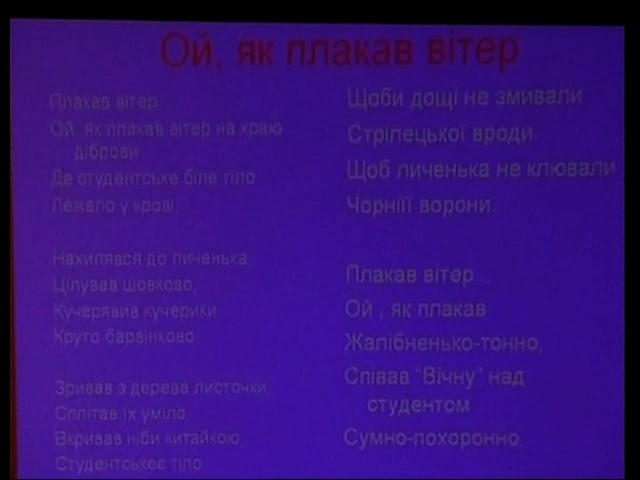 Ой, як плакав вітер
Плакав вітер...
Ой, як плакав вітер на краю
діброви
Де студентське біле тіло
Лежало у крові,
Нахилявся до личенька,
Цілував шовково,
Кучерявив кучерики
Круто барвінково.
Зривав з дерева листочки,
Сплітав їх уміло,
Вкривав ніби китайкою,
Студентськеє тіло
Щоби дощі не змивали
Стрілецької вроди.
Щоб личенька не клювали
Чорніїї ворони.
Плакав вітер...
Ой , як плакав
Жалібненько-тонно,
Співав “Вічну” над
студентом
Сумно-похоронно.